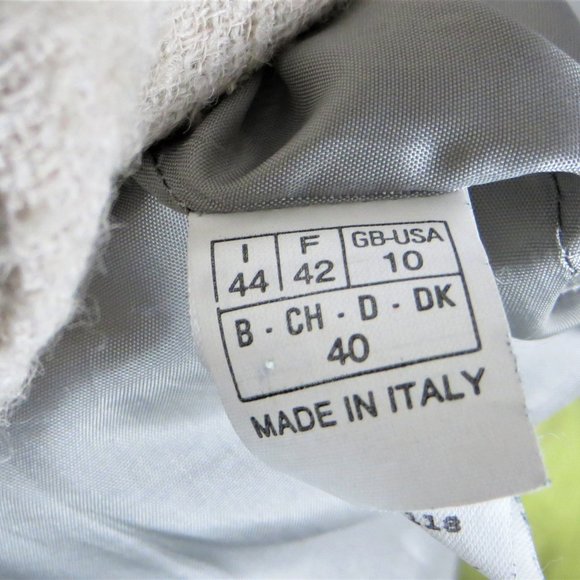 I F GB-USA
44 42 10
B - CH - D - DK
40
MADE IN ITALY